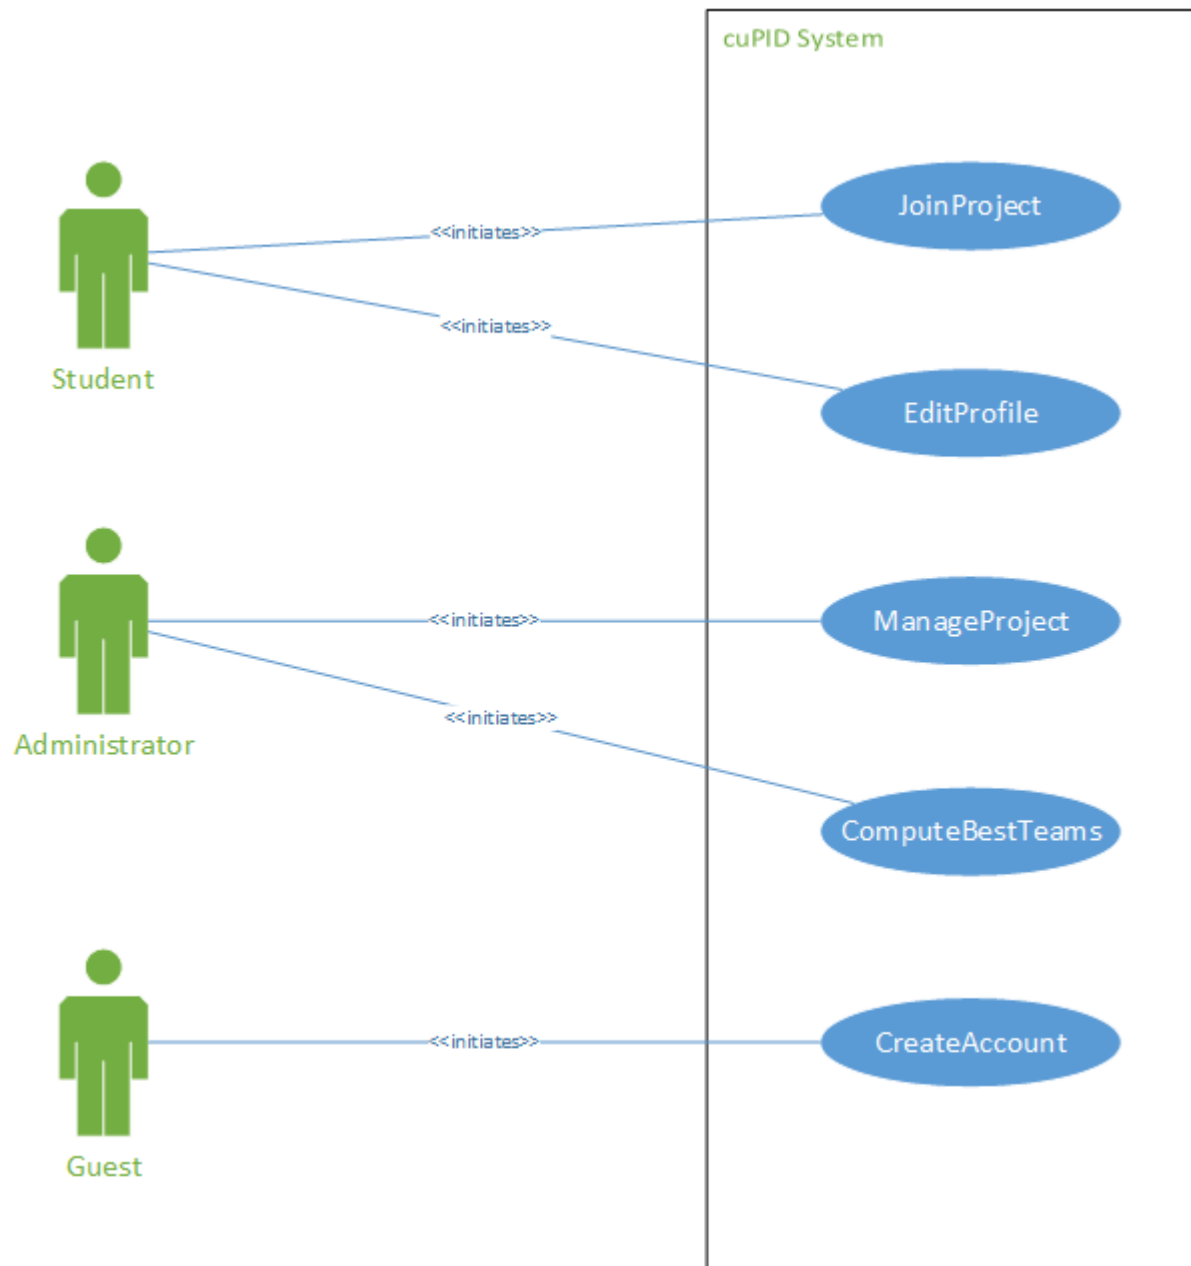 cuPID System
JoinProject
<<initiates>>
<<initiates>>
Student
EditProfile
ManageProject
<<initiates>>
<<initiates>>
Administrator
ComputeBestTeams
CreateAccount
<<initiates>>
Guest